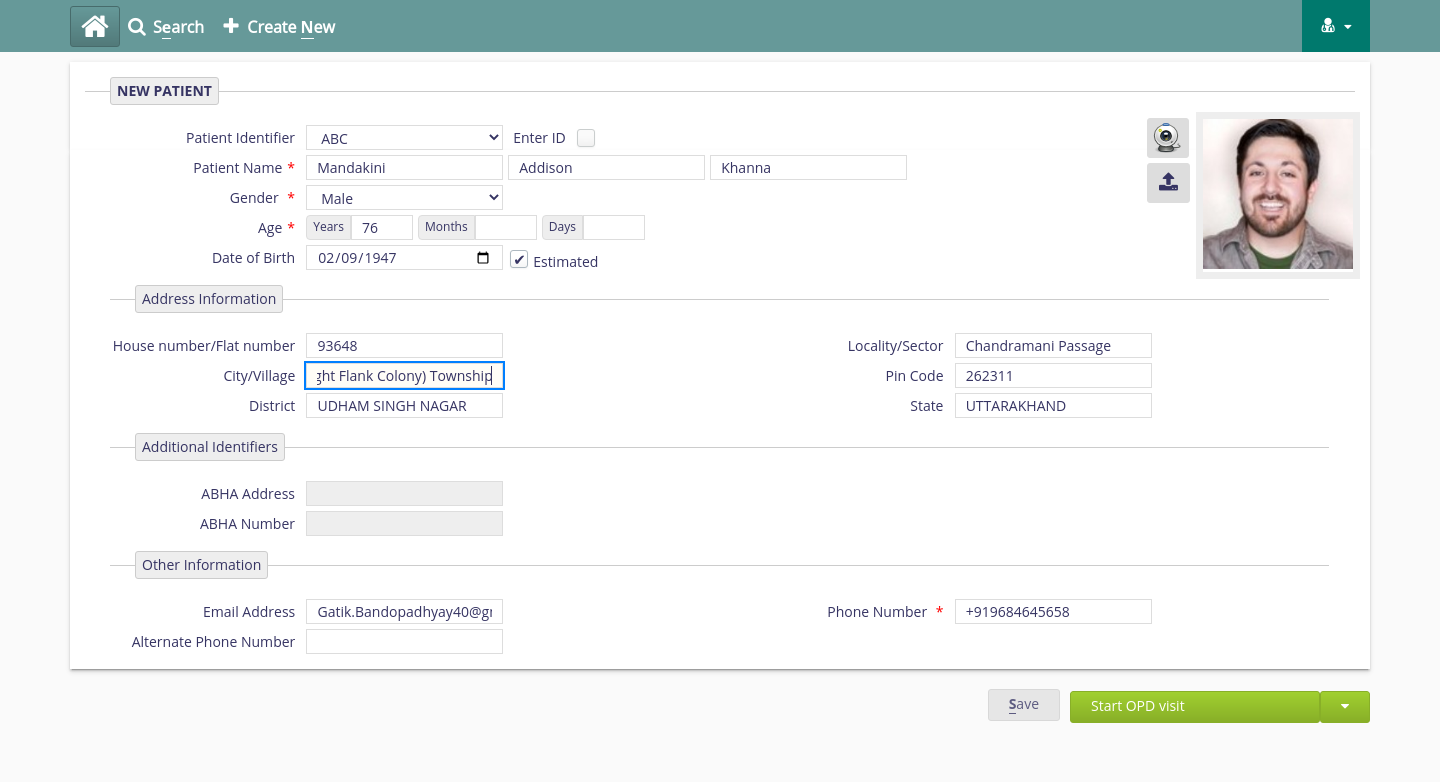 Search Create New
NEW PATIENT
Patient Identifier ABC Enter ID
Patient Name * Mandakini Addison Khanna
Gender * Male
Age * Years 76 Months Days
Date of Birth 02/09/1947 Estimated
Address Information
House number/Flat number 93648 Locality/Sector Chandramani Passage
City/Village ght Flank Colony) Township Pin Code 262311
District UDHAM SINGH NAGAR State UTTARAKHAND
Additional Identifiers
ABHA Address
ABHA Number
Other Information
Email Address Gatik.Bandopadhyay40@g Phone Number * +919684645658
Alternate Phone Number
Save Start OPD visit